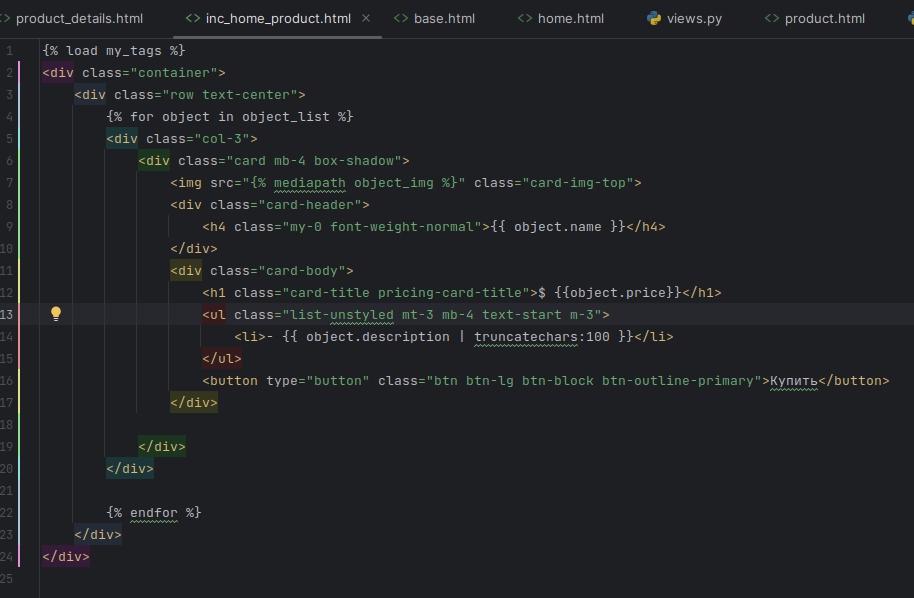 product_details.html inc_home_product.html × base.html home.html views.py product.html
1 {% load my_tags %}
2 <div class="container">
3 <div class="row text-center">
4 {% for object in object_list %}
5 <div class="col-3">
6 <div class="card mb-4 box-shadow">
7 <img src="{% mediapath object_img %}" class="card-img-top">
8 <div class="card-header">
9 <h4 class="my-0 font-weight-normal">{{ object.name }}</h4>
10 </div>
11 <div class="card-body">
12 <h1 class="card-title pricing-card-title">$ {{object.price}}</h1>
13 <ul class="list-unstyled mt-3 mb-4 text-start m-3">
14 <li>- {{ object.description | truncatechars:100 }}</li>
15 </ul>
16 <button type="button" class="btn btn-lg btn-block btn-outline-primary">Купить</button>
17 </div>
18
19 </div>
20 </div>
21
22 {% endfor %}
23 </div>
24 </div>
25